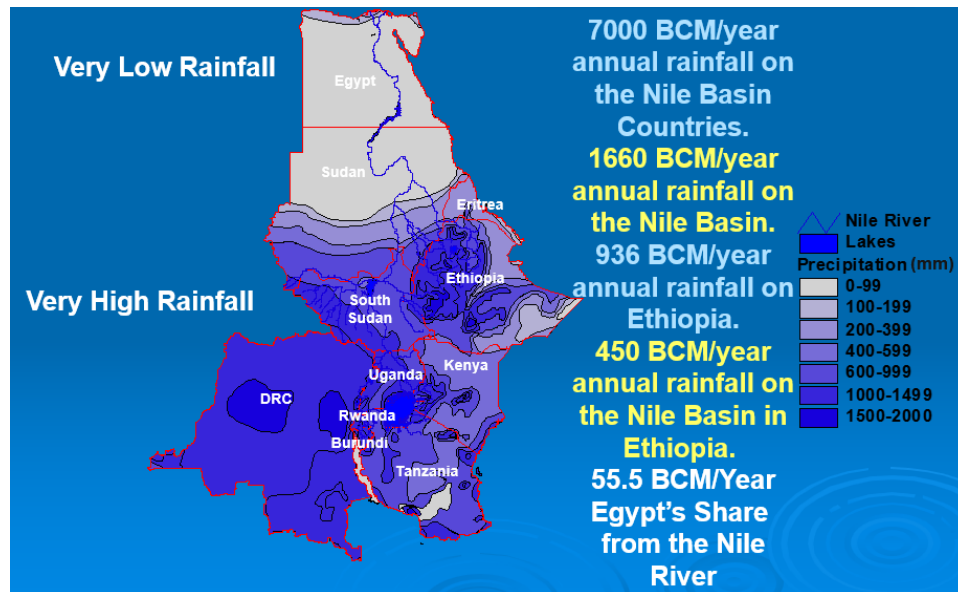 Very Low Rainfall
Very High Rainfall
Egypt
Sudan
Eritrea
Ethiopia
South
Sudan
Uganda
Kenya
DRC
Rwanda
Burundi
Tanzania
7000 BCM/year
annual rainfall on
the Nile Basin
Countries.
1660 BCM/year
annual rainfall on
the Nile Basin.
936 BCM/year
annual rainfall on
Ethiopia.
450 BCM/year
annual rainfall on
the Nile Basin in
Ethiopia.
55.5 BCM/Year
Egypt's Share
from the Nile
River
Nile River
Lakes
Precipitation (mm)
0-99
100-199
200-399
400-599
600-999
1000-1499
1500-2000